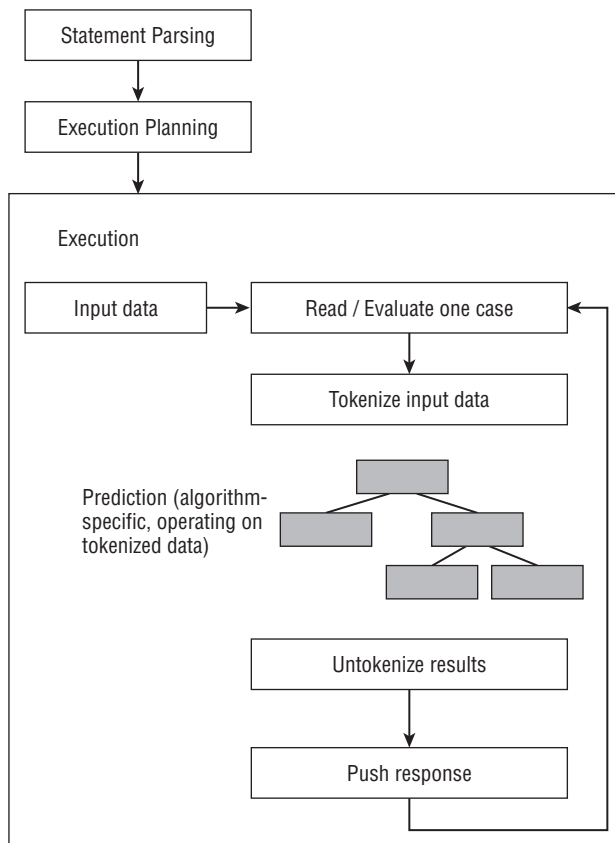 Statement Parsing
Execution Planning
Execution
Input data
Read / Evaluate one case
Tokenize input data
Prediction (algorithm-
specific, operating on
tokenized data)
Untokenize results
Push response